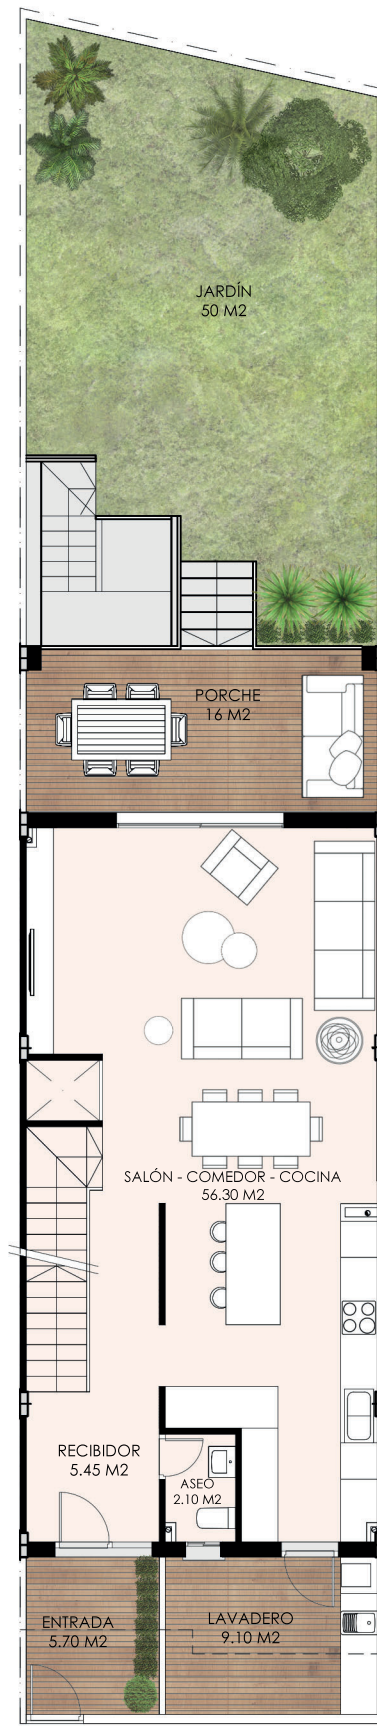 JARDÍN
50 M2
PORCHE
16 M2
SALÓN - COMEDOR - COCINA
56.30 M2
RECIBIDOR
5.45 M2
ASEO
2.10 M2
ENTRADA
5.70 M2
LAVADERO
9.10 M2